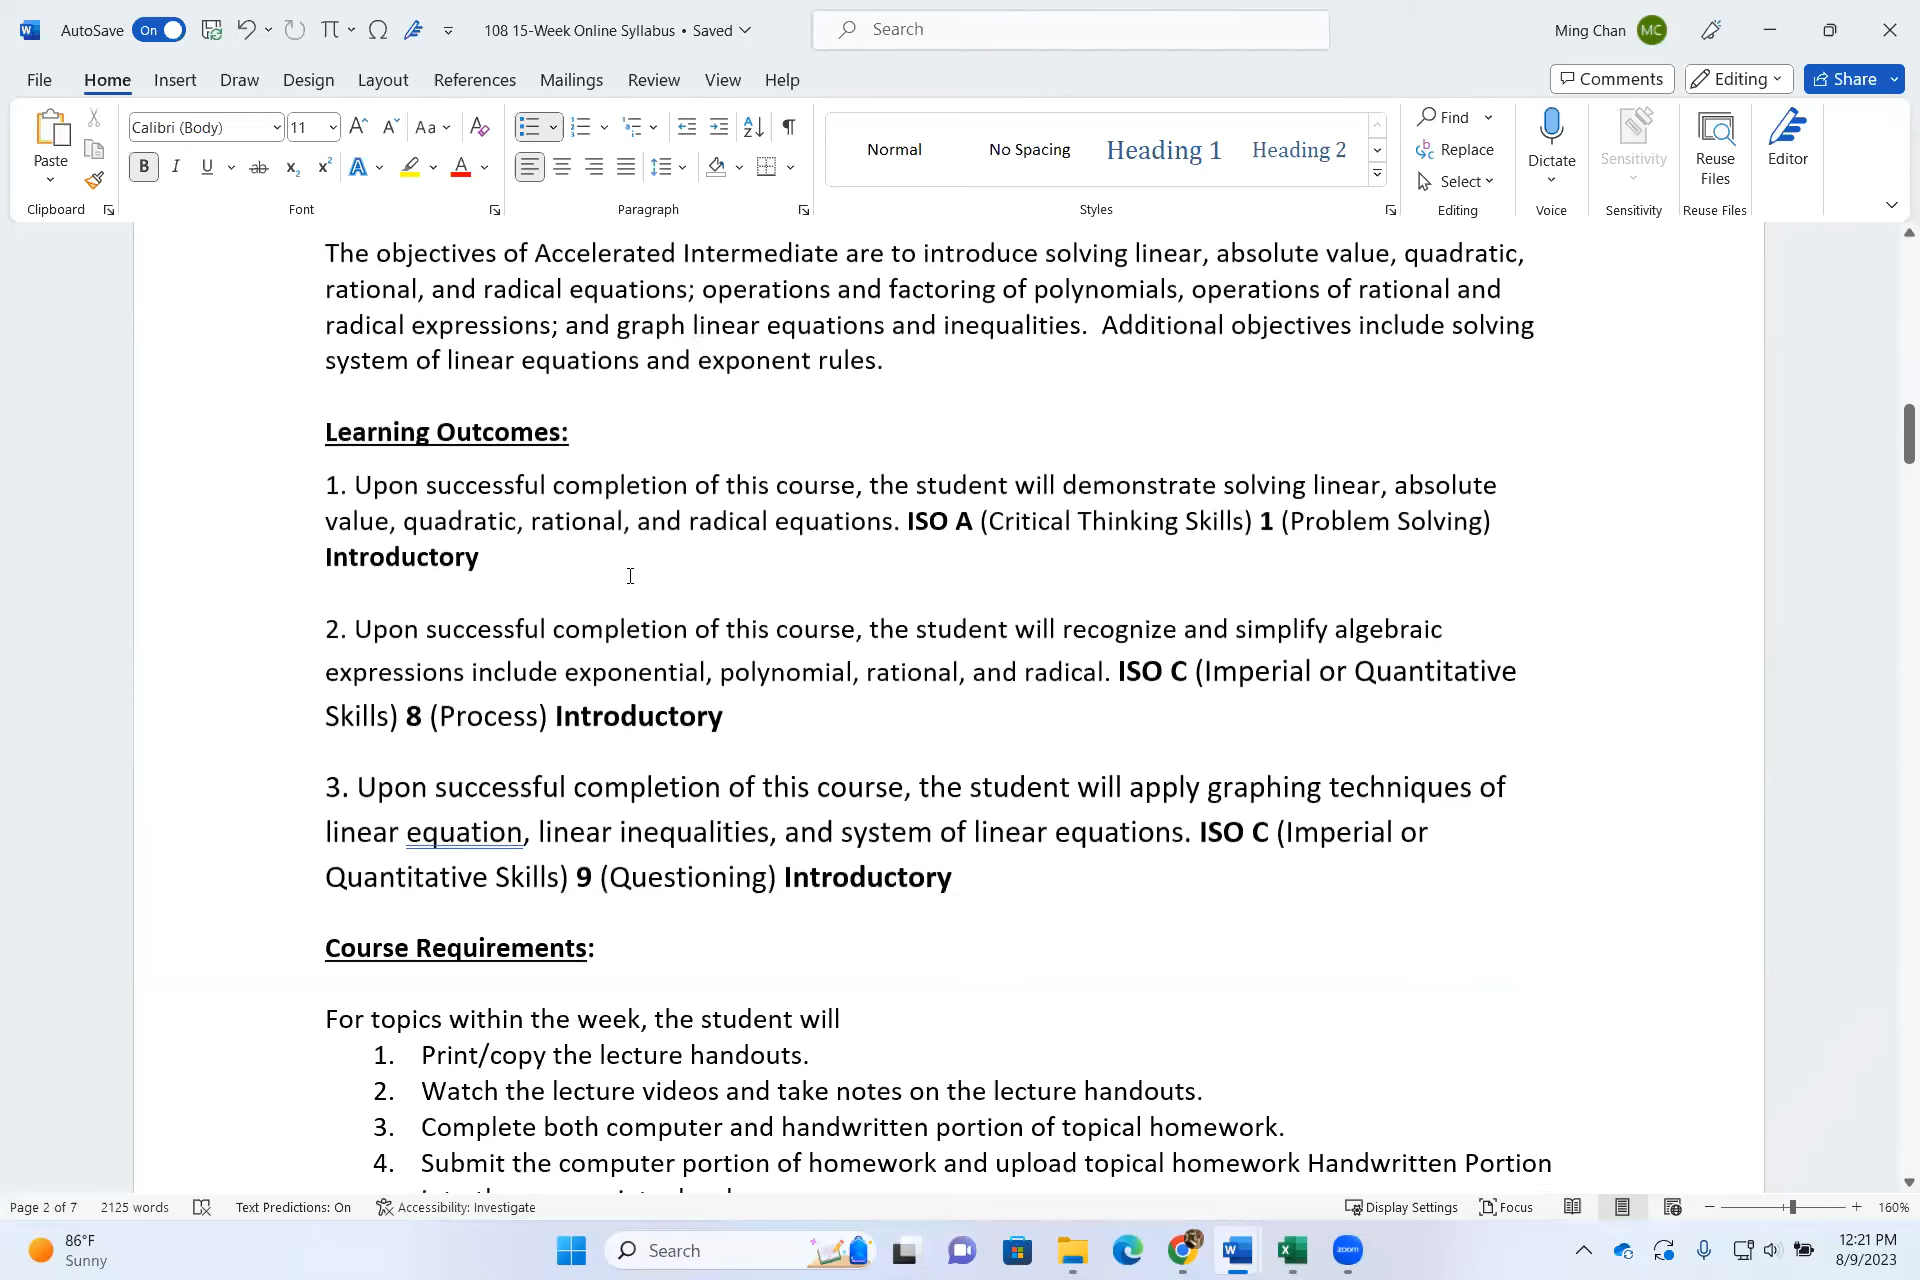 AutoSave On 108 15-Week Online Syllabus • Saved Search Ming Chan MC
File Home Insert Draw Design Layout References Mailings Review View Help Comments Editing Share
Paste Calibri (Body) 11 Aa Normal No Spacing Heading 1 Heading 2 Find Replace Select Dictate Sensitivity Reuse Files Editor
Clipboard Font Paragraph Styles Editing Voice Sensitivity Reuse Files
The objectives of Accelerated Intermediate are to introduce solving linear, absolute value, quadratic,
rational, and radical equations; operations and factoring of polynomials, operations of rational and
radical expressions; and graph linear equations and inequalities.  Additional objectives include solving
system of linear equations and exponent rules.
Learning Outcomes:
1. Upon successful completion of this course, the student will demonstrate solving linear, absolute
value, quadratic, rational, and radical equations. ISO A (Critical Thinking Skills) 1 (Problem Solving)
Introductory
2. Upon successful completion of this course, the student will recognize and simplify algebraic
expressions include exponential, polynomial, rational, and radical. ISO C (Imperial or Quantitative
Skills) 8 (Process) Introductory
3. Upon successful completion of this course, the student will apply graphing techniques of
linear equation, linear inequalities, and system of linear equations. ISO C (Imperial or
Quantitative Skills) 9 (Questioning) Introductory
Course Requirements:
For topics within the week, the student will
1. Print/copy the lecture handouts.
2. Watch the lecture videos and take notes on the lecture handouts.
3. Complete both computer and handwritten portion of topical homework.
4. Submit the computer portion of homework and upload topical homework Handwritten Portion
Page 2 of 7 2125 words Text Predictions: On Accessibility: Investigate Display Settings Focus 160%
86°F
Sunny
Search
zoom
12:21 PM
8/9/2023